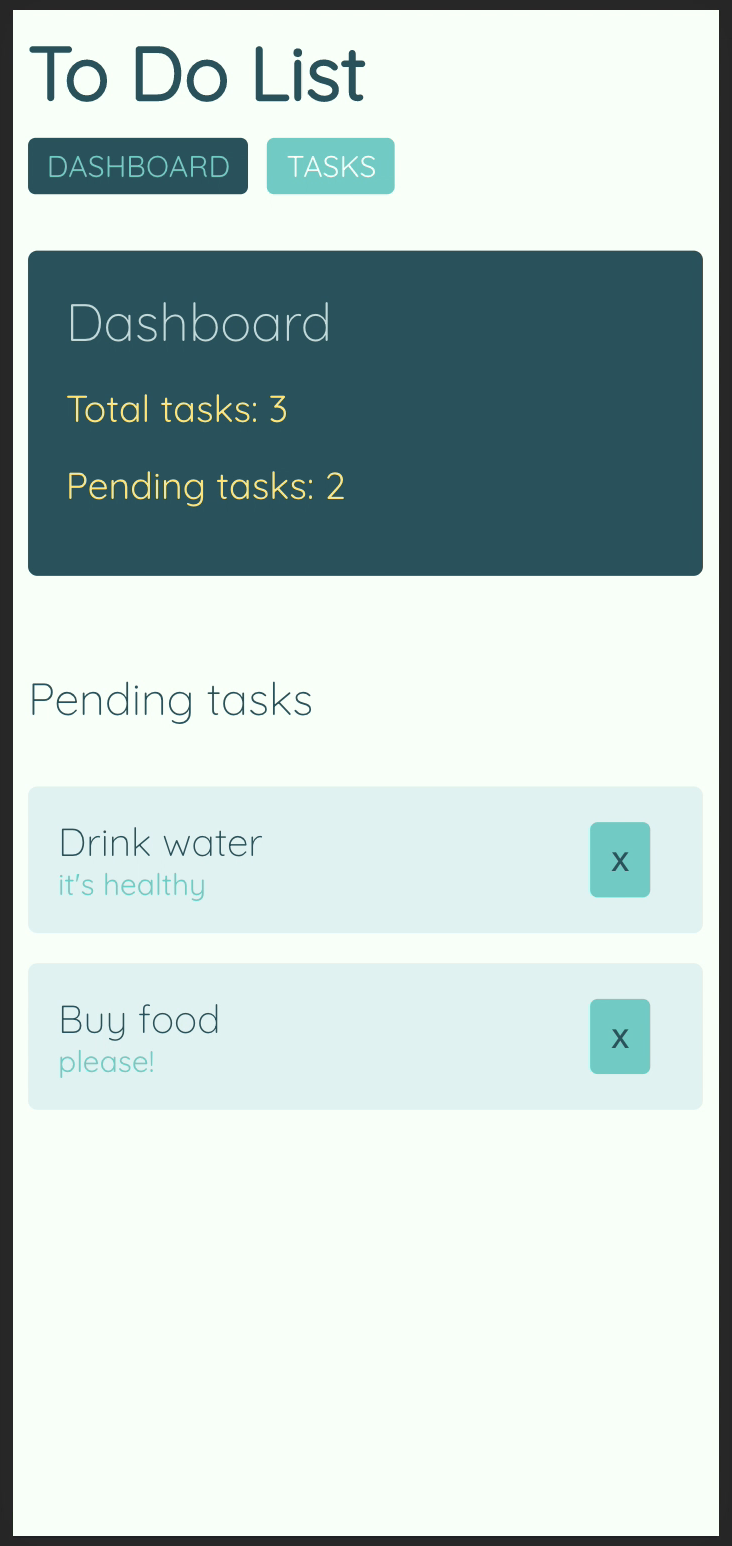 To Do List
DASHBOARD TASKS
Dashboard
Total tasks: 3
Pending tasks: 2
Pending tasks
Drink water
it's healthy
x
Buy food
please!
x